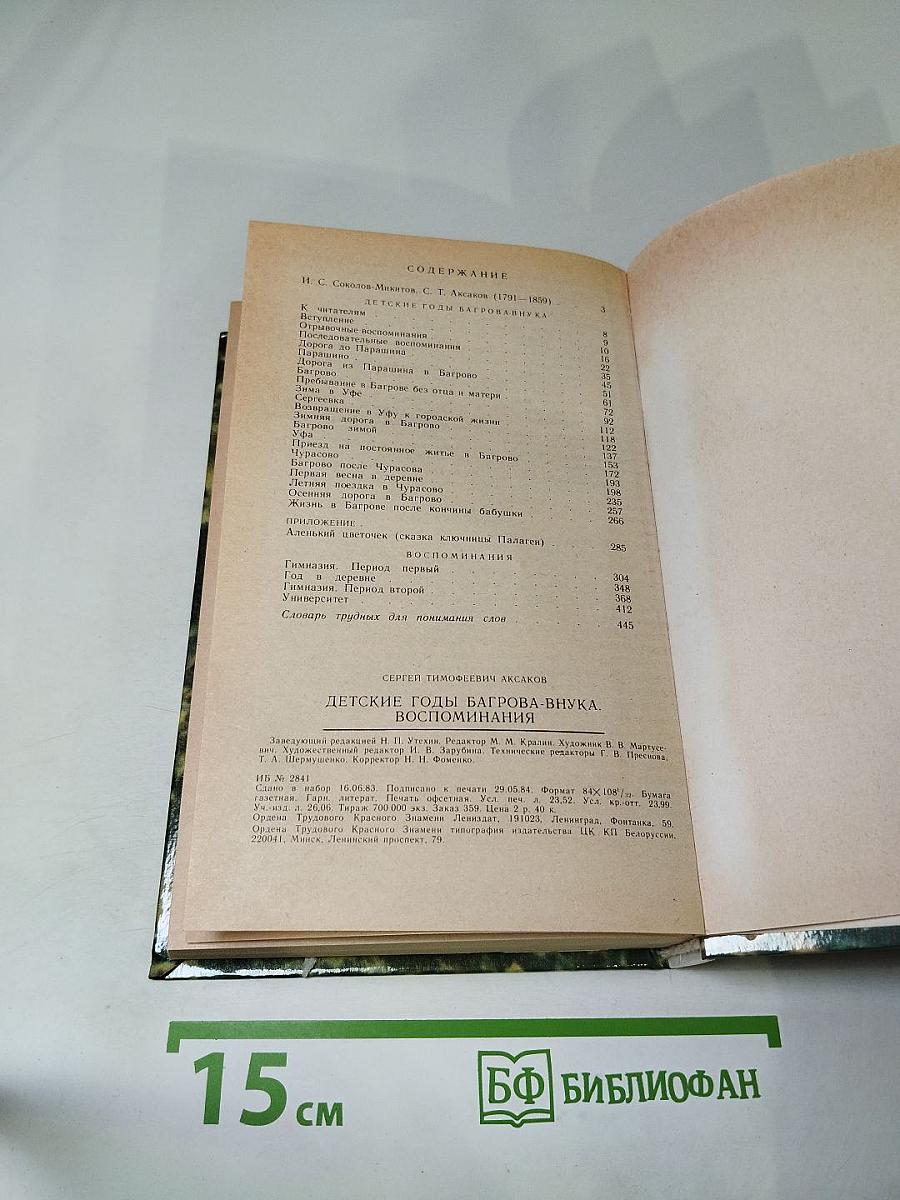 СОДЕРЖАНИЕ
И. С. Соколов-Микитов. С. Т. Аксаков (1791—1859) . 3
ДЕТСКИЕ ГОДЫ БАГРОВА-ВНУКА
К читателям 8
Вступление 9
Отрывочные воспоминания 10
Последовательные воспоминания 16
Дорога до Парашина 22
Парашино 35
Дорога из Парашина в Багрово 45
Багрово 51
Пребывание в Багрове без отца и матери 61
Зима в Уфе 72
Сергеевка 92
Возвращение в Уфу к городской жизни 112
Зимняя дорога в Багрово 118
Багрово зимой 122
Уфа 137
Приезд на постоянное житье в Багрово 153
Чурасово 172
Багрово после Чурасова 193
Первая весна в деревне 198
Летняя поездка в Чурасово 235
Осенняя дорога в Багрово 257
Жизнь в Багрове после кончины бабушки 266
ПРИЛОЖЕНИЕ
Аленький цветочек (сказка ключницы Палагеи) 285
ВОСПОМИНАНИЯ
Гимназия. Период первый 304
Год в деревне 348
Гимназия. Период второй 368
Университет 412
Словарь трудных для понимания слов 445
СЕРГЕЙ ТИМОФЕЕВИЧ АКСАКОВ
ДЕТСКИЕ ГОДЫ БАГРОВА-ВНУКА.
ВОСПОМИНАНИЯ
Заведующий редакцией Н. П. Утехин. Редактор М. М. Кралин. Художник В. В. Мартусе-
вич. Художественный редактор И. В. Зарубина. Технические редакторы Г. В. Преснова,
Т. А. Шермушенко. Корректор Н. Н. Фоменко.
ИБ № 2841
Сдано в набор 16.06.83. Подписано к печати 29.05.84. Формат 84×108¹/₃₂. Бумага
газетная. Гарн. литерат. Печать офсетная. Усл. печ. л. 23,52. Усл. кр.-отт. 23,99.
Уч.-изд. л. 26,06. Тираж 700 000 экз. Заказ 359. Цена 2 р. 40 к.
Ордена Трудового Красного Знамени Лениздат, 191023, Ленинград, Фонтанка, 59.
Ордена Трудового Красного Знамени типография издательства ЦК КП Белоруссии,
220041, Минск, Ленинский проспект, 79.
15 см
БФ БИБЛИОФАН